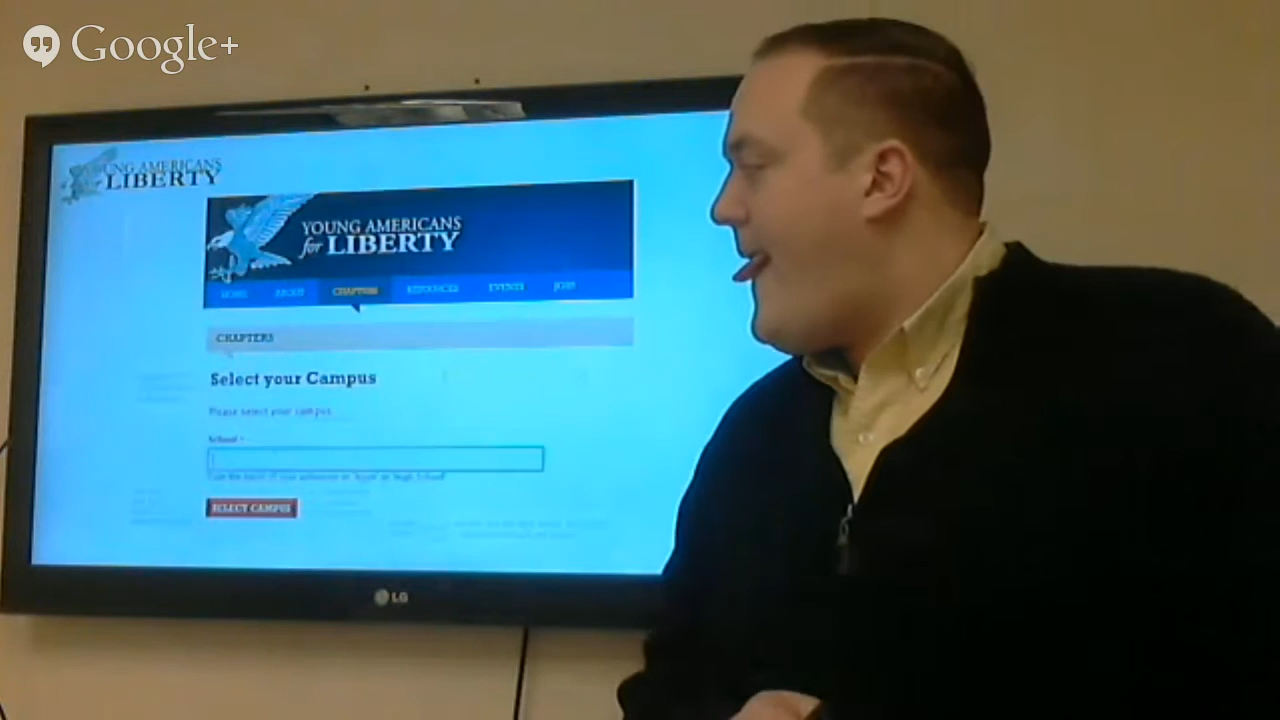 Google+
YOUNG AMERICANS
LIBERTY
YOUNG AMERICANS
for LIBERTY
HOME ABOUT CHAPTERS RESOURCES EVENTS JOIN
CHAPTERS
Select your Campus
Please select your campus.
School *
SELECT CAMPUS
LG